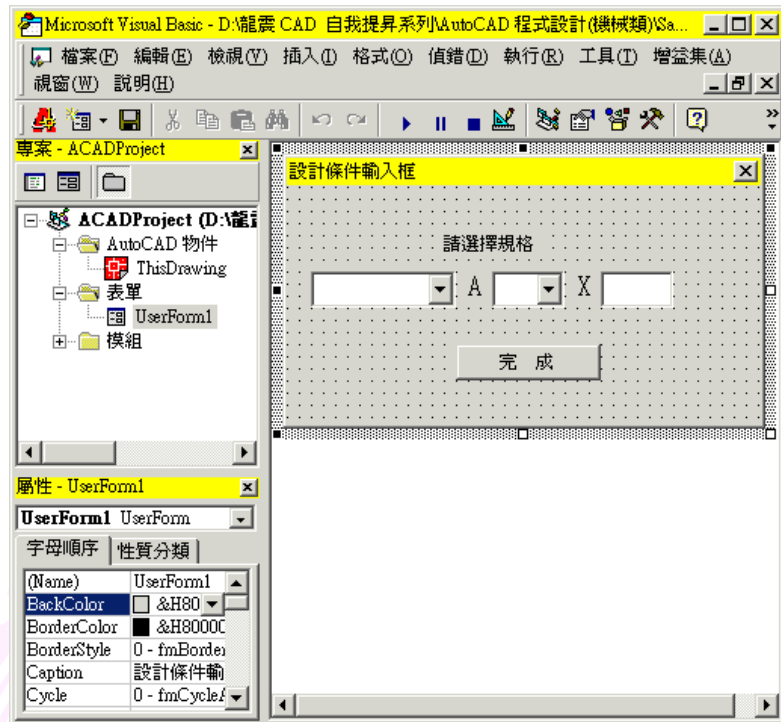 Microsoft Visual Basic - D:\龍震 CAD 自我提昇系列\AutoCAD 程式設計(機械類)\Sa...
檔案(F) 編輯(E) 檢視(V) 插入(I) 格式(O) 偵錯(D) 執行(R) 工具(T) 增益集(A)
視窗(W) 說明(H)
專案 - ACADProject
ACADProject (D:\龍
AutoCAD 物件
ThisDrawing
表單
UserForm1
模組
設計條件輸入框
請選擇規格
A X
完 成
屬性 - UserForm1
UserForm1 UserForm
字母順序 性質分類
(Name) UserForm1
BackColor &H80
BorderColor &H80000
BorderStyle 0 - fmBorder
Caption 設計條件輸
Cycle 0 - fmCycleA